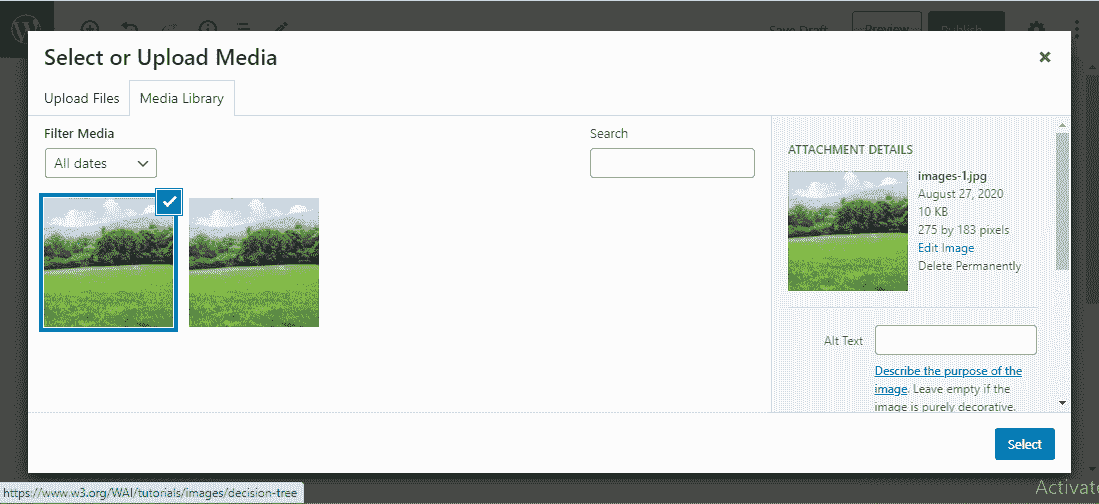 Save Draft
Preview
Publish
Select or Upload Media
×
Upload Files
Media Library
Filter Media
All dates
Search
ATTACHMENT DETAILS
images-1.jpg
August 27, 2020
10 KB
275 by 183 pixels
Edit Image
Delete Permanently
Alt Text
Describe the purpose of the
image. Leave empty if the
image is purely decorative.
Select
https://www.w3.org/WAI/tutorials/images/decision-tree
Activat